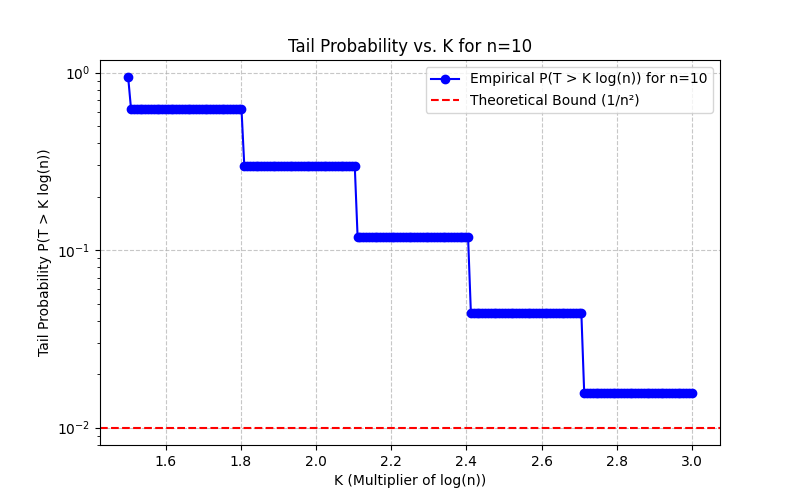 Tail Probability vs. K for n=10
Empirical P(T > K log(n)) for n=10
Theoretical Bound (1/n²)
Tail Probability P(T > K log(n))
10⁰
10⁻¹
10⁻²
1.6 1.8 2.0 2.2 2.4 2.6 2.8 3.0
K (Multiplier of log(n))